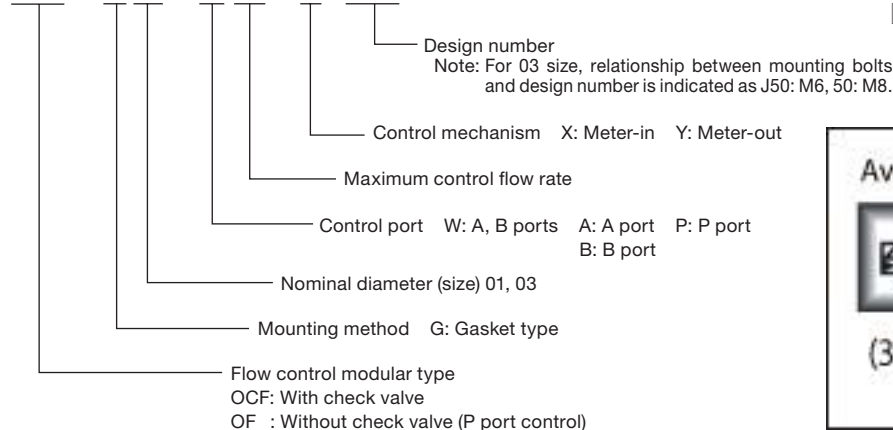 Design number
Note: For 03 size, relationship between mounting bolts
and design number is indicated as J50: M6, 50: M8.
Control mechanism X: Meter-in Y: Meter-out
Maximum control flow rate
Control port W: A, B ports A: A port P: P port
B: B port
Nominal diameter (size) 01, 03
Mounting method G: Gasket type
Flow control modular type
OCF: With check valve
OF : Without check valve (P port control)